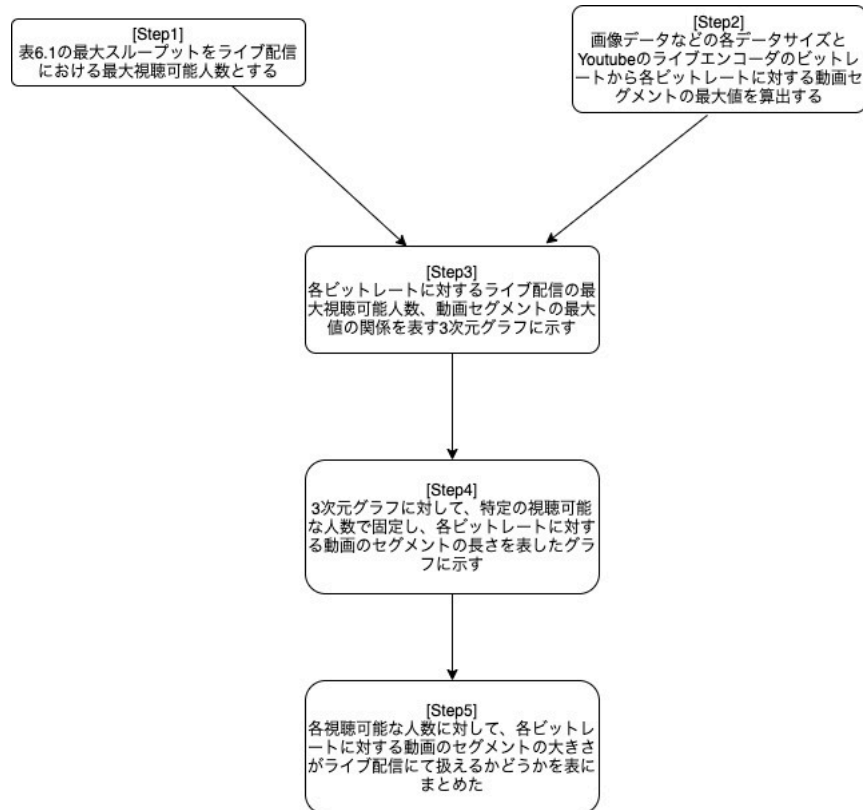 [Step1]
表6.1の最大スループットをライブ配信
における最大視聴可能人数とする
[Step2]
画像データなどの各データサイズと
Youtubeのライブエンコーダのビット
レートから各ビットレートに対する動画セ
グメントの最大値を算出する
[Step3]
各ビットレートに対するライブ配信の最
大視聴可能人数、動画セグメントの最大
値の関係を表す3次元グラフに示す
[Step4]
3次元グラフに対して、特定の視聴可能
な人数で固定し、各ビットレートに対す
る動画のセグメントの長さを表したグラ
フに示す
[Step5]
各視聴可能な人数に対して、各ビットレ
ートに対する動画のセグメントの大きさ
がライブ配信にて扱えるかどうかを表に
まとめた